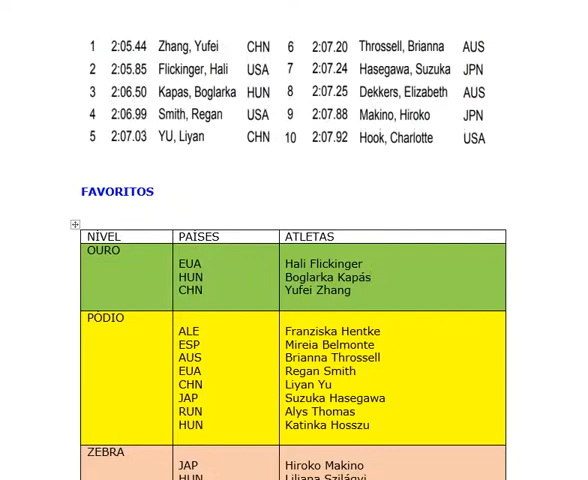 1 2:05.44 Zhang, Yufei CHN 6 2:07.20 Throssell, Brianna AUS
2 2:05.85 Flickinger, Hali USA 7 2:07.24 Hasegawa, Suzuka JPN
3 2:06.50 Kapas, Boglarka HUN 8 2:07.25 Dekkers, Elizabeth AUS
4 2:06.99 Smith, Regan USA 9 2:07.88 Makino, Hiroko JPN
5 2:07.03 YU, Liyan CHN 10 2:07.92 Hook, Charlotte USA
FAVORITOS
NÍVEL PAÍSES ATLETAS
OURO
EUA Hali Flickinger
HUN Boglarka Kapás
CHN Yufei Zhang
PÓDIO
ALE Franziska Hentke
ESP Mireia Belmonte
AUS Brianna Throssell
EUA Regan Smith
CHN Liyan Yu
JAP Suzuka Hasegawa
RUN Alys Thomas
HUN Katinka Hosszu
ZEBRA
JAP Hiroko Makino
HUN Liliana Szilágyi